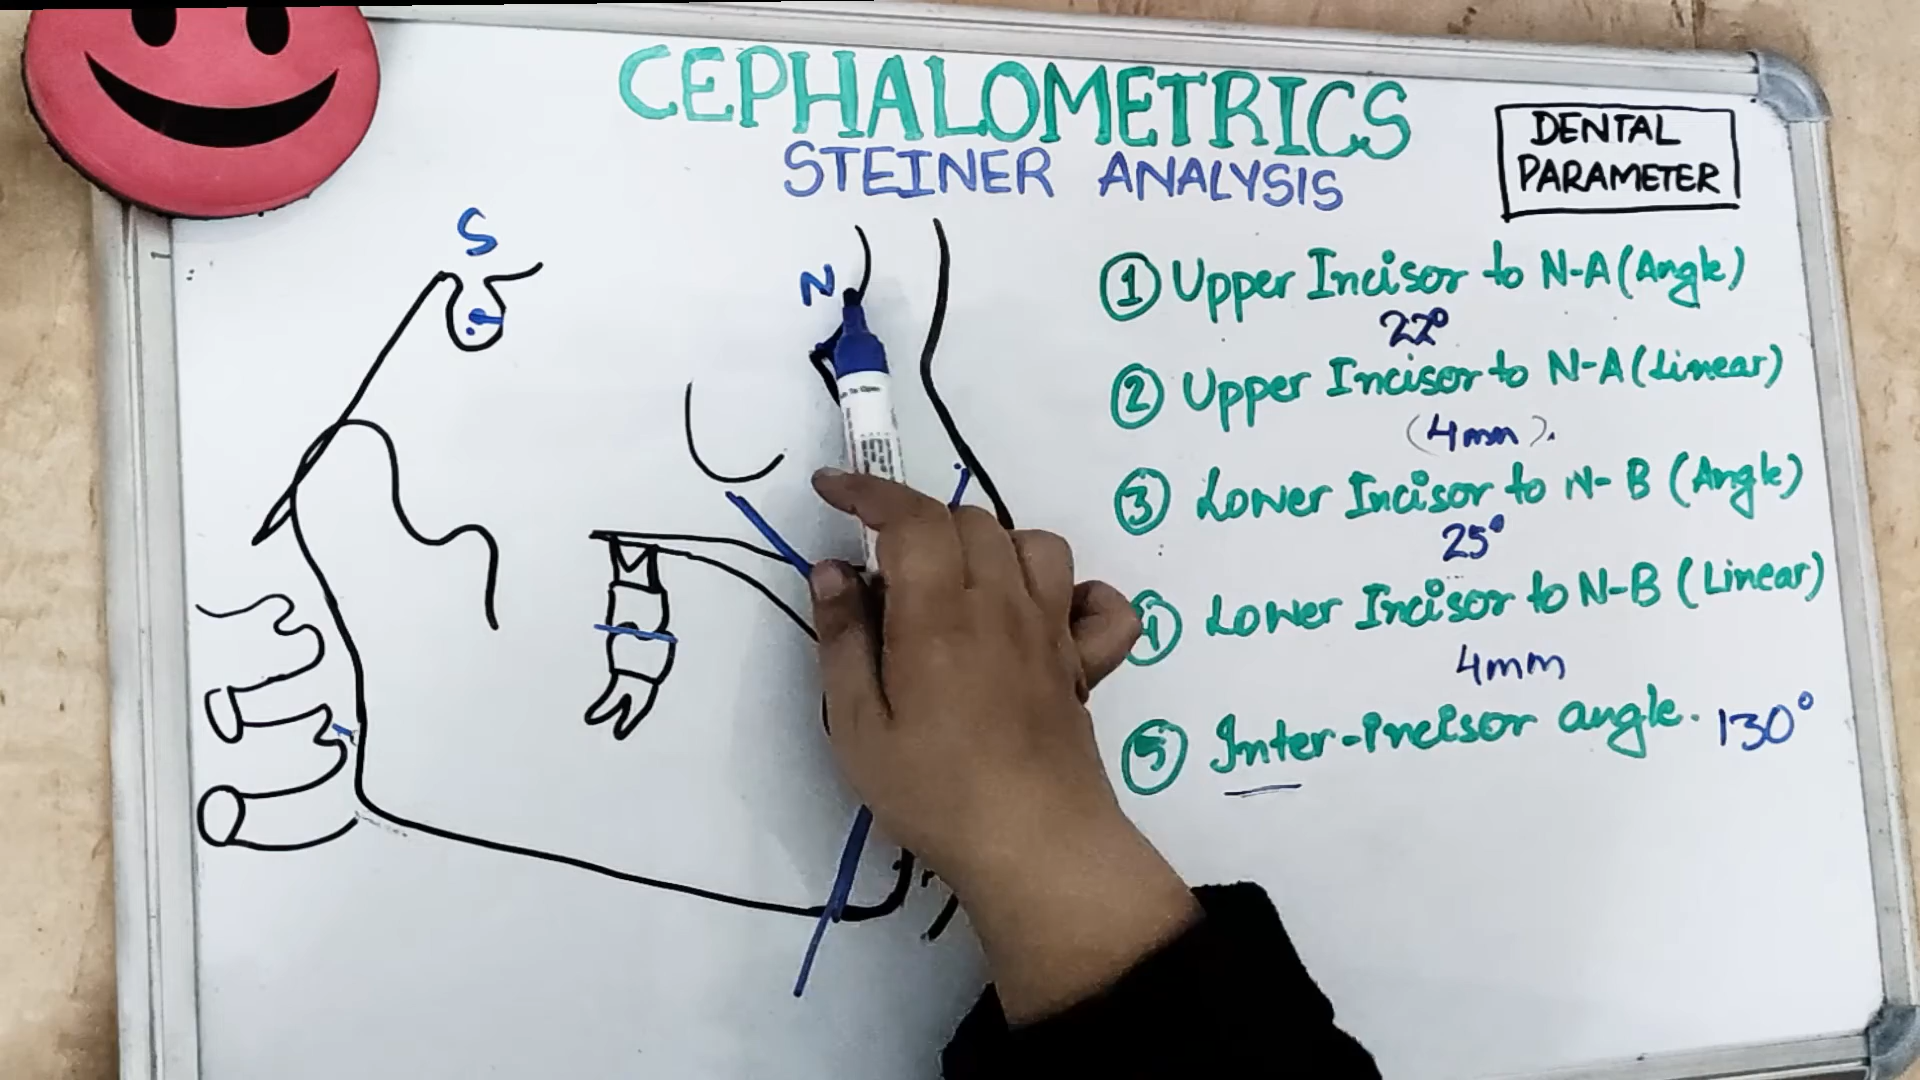 CEPHALOMETRICS
STEINER ANALYSIS
DENTAL
PARAMETER
S
N
① Upper Incisor to N-A (Angle)
22°
② Upper Incisor to N-A (Linear)
(4mm).
③ Lower Incisor to N-B (Angle)
25°
④ Lower Incisor to N-B (Linear)
4mm
⑤ Inter-incisor angle. 130°